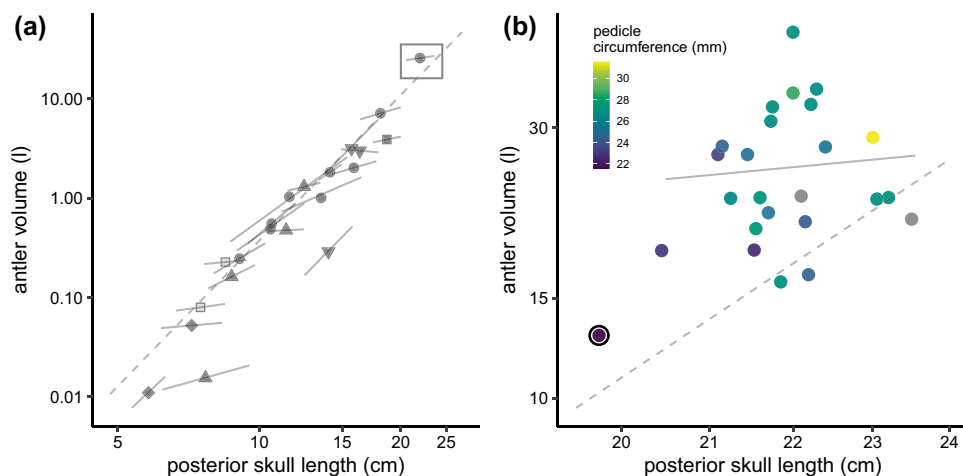 (a)
antler volume (l)
10.00
1.00
0.10
0.01
5
10
15
20
25
posterior skull length (cm)
(b)
pedicle
circumference (mm)
30
28
26
24
22
antler volume (l)
30
15
10
20
21
22
23
24
posterior skull length (cm)